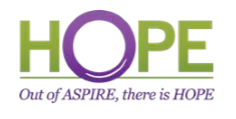 HOPE
Out of ASPIRE, there is HOPE